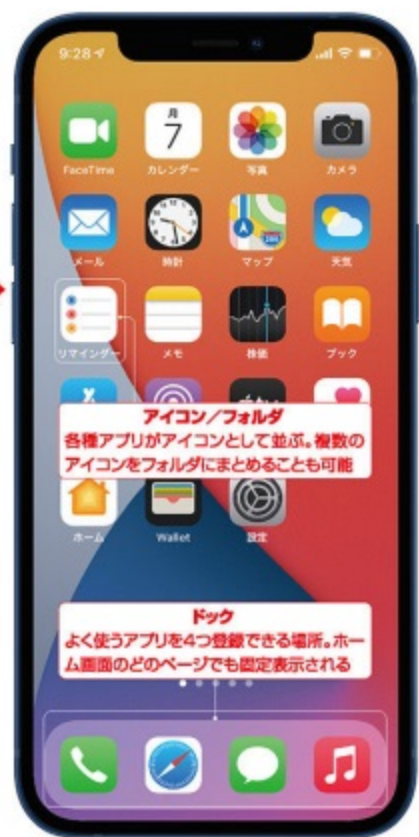 9:28
FaceTime
月
7
カレンダー
写真
カメラ
メール
時計
マップ
天気
リマインダー
メモ
株価
ブック
アイコン/フォルダ
各種アプリがアイコンとして並ぶ。複数の
アイコンをフォルダにまとめることも可能
ホーム
Wallet
設定
ドック
よく使うアプリを4つ登録できる場所。ホー
ム画面のどのページでも固定表示される